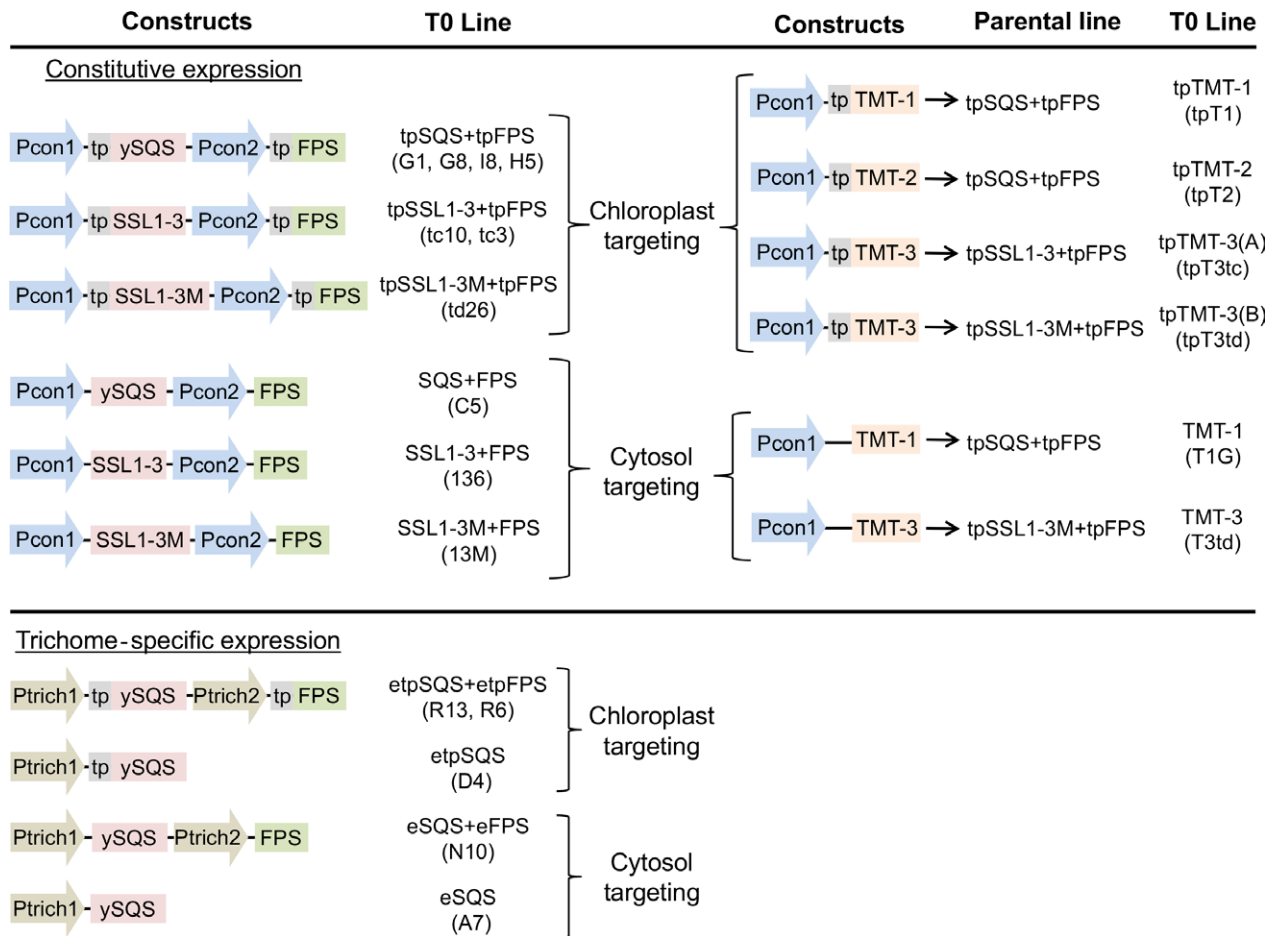 Constructs T0 Line Constructs Parental line T0 Line
Constitutive expression
Pcon1 tp ySQS Pcon2 tp FPS
tpSQS+tpFPS
(G1, G8, I8, H5)
Pcon1 tp SSL1-3 Pcon2 tp FPS
tpSSL1-3+tpFPS
(tc10, tc3)
Pcon1 tp SSL1-3M Pcon2 tp FPS
tpSSL1-3M+tpFPS
(td26)
Chloroplast
targeting
Pcon1 tp TMT-1 tpSQS+tpFPS
tpTMT-1
(tpT1)
Pcon1 tp TMT-2 tpSQS+tpFPS
tpTMT-2
(tpT2)
Pcon1 tp TMT-3 tpSSL1-3+tpFPS
tpTMT-3(A)
(tpT3tc)
Pcon1 tp TMT-3 tpSSL1-3M+tpFPS
tpTMT-3(B)
(tpT3td)
Pcon1 ySQS Pcon2 FPS
SQS+FPS
(C5)
Pcon1 SSL1-3 Pcon2 FPS
SSL1-3+FPS
(136)
Pcon1 SSL1-3M Pcon2 FPS
SSL1-3M+FPS
(13M)
Cytosol
targeting
Pcon1 TMT-1 tpSQS+tpFPS
TMT-1
(T1G)
Pcon1 TMT-3 tpSSL1-3M+tpFPS
TMT-3
(T3td)
Trichome-specific expression
Ptrich1 tp ySQS Ptrich2 tp FPS
etpSQS+etpFPS
(R13, R6)
Ptrich1 tp ySQS
etpSQS
(D4)
Chloroplast
targeting
Ptrich1 ySQS Ptrich2 FPS
eSQS+eFPS
(N10)
Ptrich1 ySQS
eSQS
(A7)
Cytosol
targeting